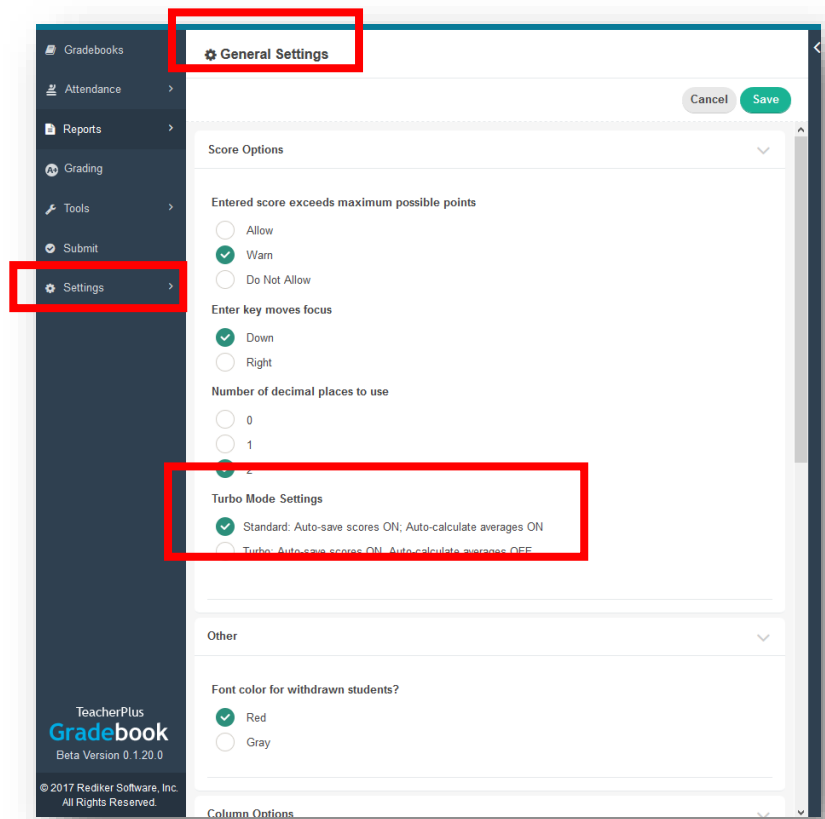 Gradebooks
Attendance
Reports
Grading
Tools
Submit
Settings
TeacherPlus
Gradebook
Beta Version 0.1.20.0
© 2017 Rediker Software, Inc.
All Rights Reserved.
General Settings
Cancel Save
Score Options
Entered score exceeds maximum possible points
Allow
Warn
Do Not Allow
Enter key moves focus
Down
Right
Number of decimal places to use
0
1
2
Turbo Mode Settings
Standard: Auto-save scores ON; Auto-calculate averages ON
Turbo: Auto-save scores ON, Auto-calculate averages OFF
Other
Font color for withdrawn students?
Red
Gray
Column Options